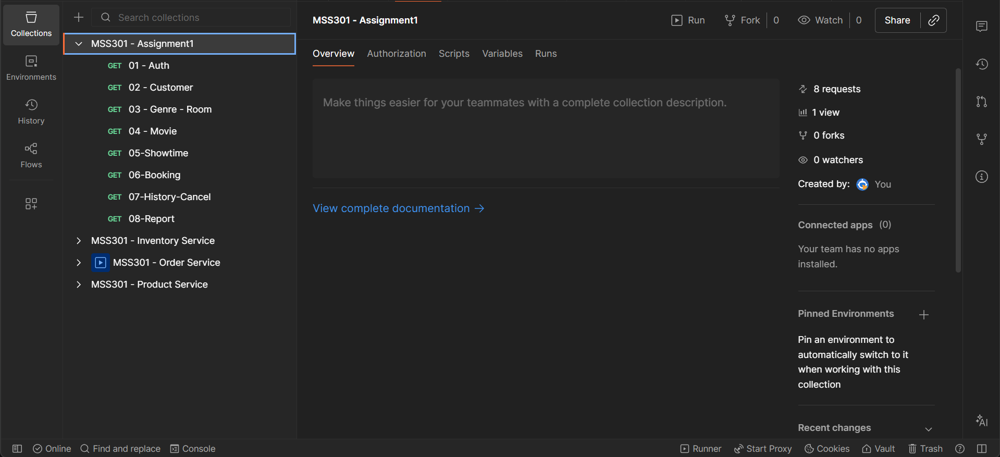 Collections
Environments
History
Flows
Search collections
MSS301 - Assignment1
GET 01 - Auth
GET 02 - Customer
GET 03 - Genre - Room
GET 04 - Movie
GET 05-Showtime
GET 06-Booking
GET 07-History-Cancel
GET 08-Report
MSS301 - Inventory Service
MSS301 - Order Service
MSS301 - Product Service
MSS301 - Assignment1
Run
Fork 0
Watch 0
Share
Overview Authorization Scripts Variables Runs
Make things easier for your teammates with a complete collection description.
View complete documentation →
8 requests
1 view
0 forks
0 watchers
Created by: You
Connected apps (0)
Your team has no apps
installed.
Pinned Environments
Pin an environment to
automatically switch to it
when working with this
collection
Recent changes
AI
Online Find and replace Console
Runner Start Proxy Cookies Vault Trash